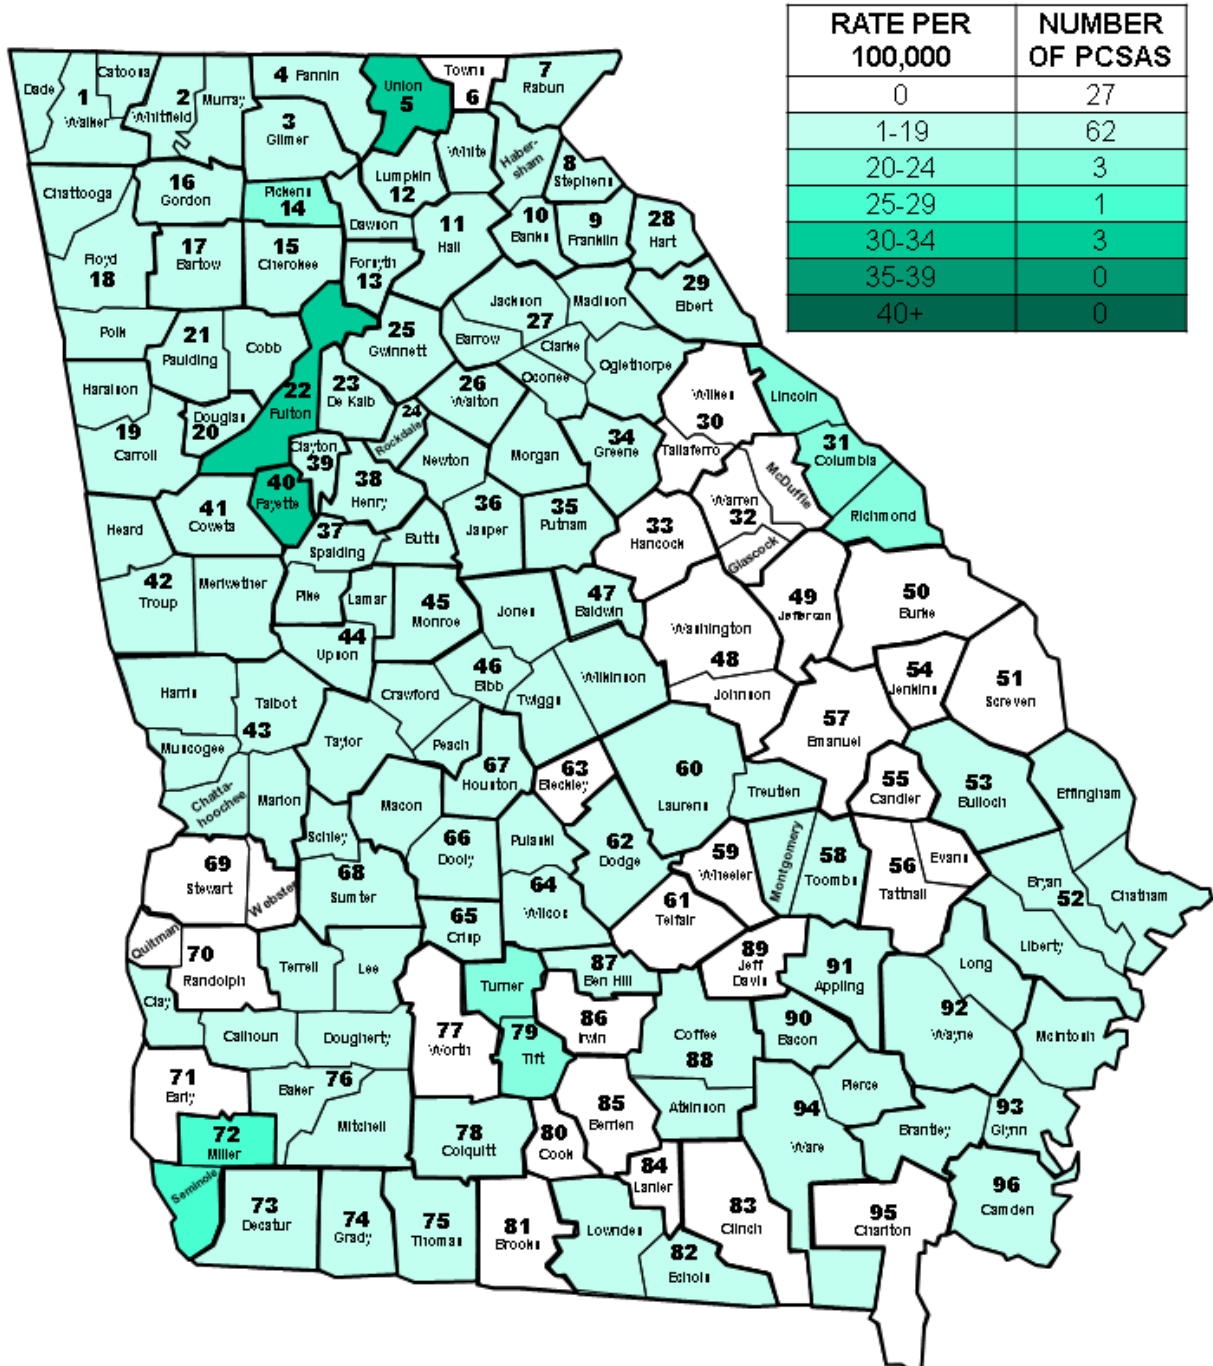 RATE PER 100,000 NUMBER OF PCSAS
0 27
1-19 62
20-24 3
25-29 1
30-34 3
35-39 0
40+ 0
Dade
1
Walker
Catoosa
2
Whitfield
Murray
4 Fannin
3
Gilmer
Union
5
Towns
6
7
Rabun
White
Haber-
sham
8
Stephens
Lumpkin
12
Chattooga
16
Gordon
Pickens
14
Dawson
11
Hall
10
Banks
9
Franklin
28
Hart
Floyd
18
17
Bartow
15
Cherokee
Forsyth
13
29
Elbert
Jackson
Madison
27
Barrow
Clarke
Oconee
Oglethorpe
Polk
21
Paulding
Cobb
25
Gwinnett
Haralson
22
Fulton
23
De Kalb
26
Walton
Wilkes
30
Taliaferro
Lincoln
31
Columbia
Richmond
19
Carroll
Douglas
20
24
Rockdale
Clayton
39
Newton
Morgan
34
Greene
McDuffie
Warren
32
Glascock
41
Coweta
40
Fayette
38
Henry
36
Jasper
35
Putnam
33
Hancock
Heard
37
Spalding
Butts
42
Troup
Meriwether
Pike
Lamar
45
Monroe
Jones
47
Baldwin
49
Jefferson
50
Burke
44
Upson
Washington
48
Johnson
54
Jenkins
51
Screven
46
Bibb
Wilkinson
Twiggs
Crawford
Peach
Harris
Talbot
43
Muscogee
Chatta-
hoochee
Marion
Taylor
67
Houston
63
Bleckley
60
Laurens
Treutlen
57
Emanuel
55
Candler
53
Bulloch
Effingham
Macon
Schley
66
Dooly
Pulaski
62
Dodge
59
Wheeler
Montgomery
58
Toombs
56
Tattnall
Evans
Bryan
52
Chatham
Liberty
69
Stewart
Webster
68
Sumter
64
Wilcox
61
Telfair
65
Crisp
Quitman
70
Randolph
Terrell
Lee
Turner
87
Ben Hill
89
Jeff
Davis
91
Appling
Long
92
Wayne
McIntosh
Clay
Calhoun
Dougherty
77
Worth
79
Tift
86
Irwin
Coffee
88
Atkinson
90
Bacon
Pierce
71
Early
Baker
76
Mitchell
72
Miller
78
Colquitt
80
Cook
85
Berrien
84
Lanier
94
Ware
Brantley
93
Glynn
Seminole
73
Decatur
74
Grady
75
Thomas
81
Brooks
Lowndes
82
Echols
83
Clinch
95
Charlton
96
Camden